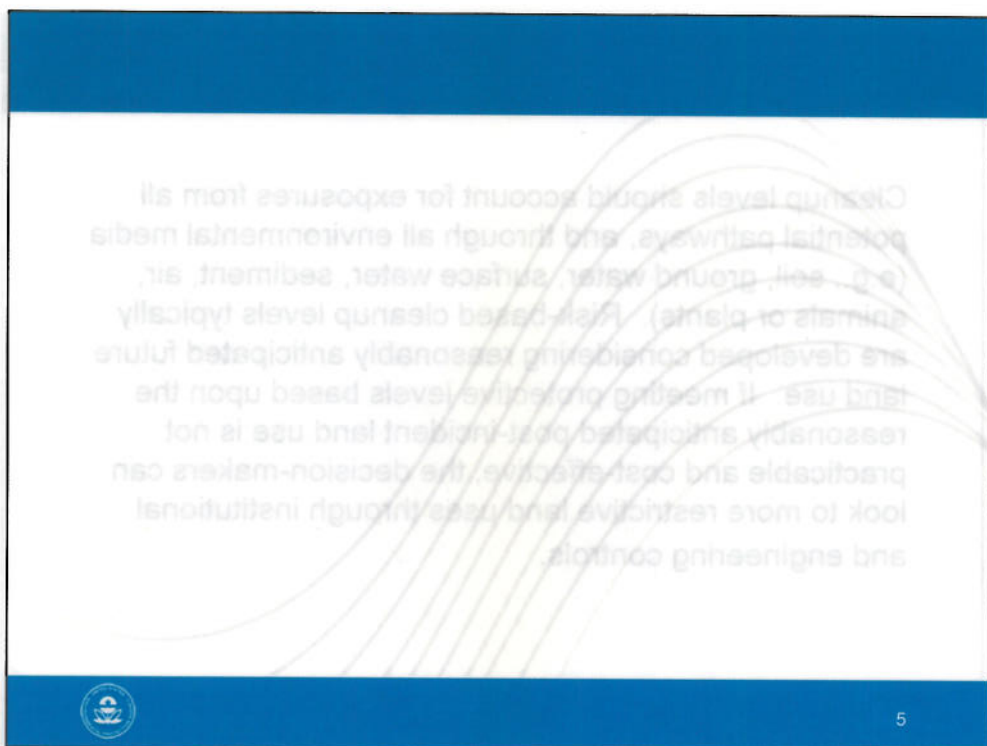 Cleanup levels should account for exposures from all
potential pathways, and through all environmental media
(e.g., soil, ground water, surface water, sediment, air,
animals or plants). Risk-based cleanup levels typically
are developed considering reasonably anticipated future
land use. If meeting protective levels based upon the
reasonably anticipated post-incident land use is not
practicable and cost-effective, the decision-makers can
look to more restrictive land uses through institutional
and engineering controls.
5